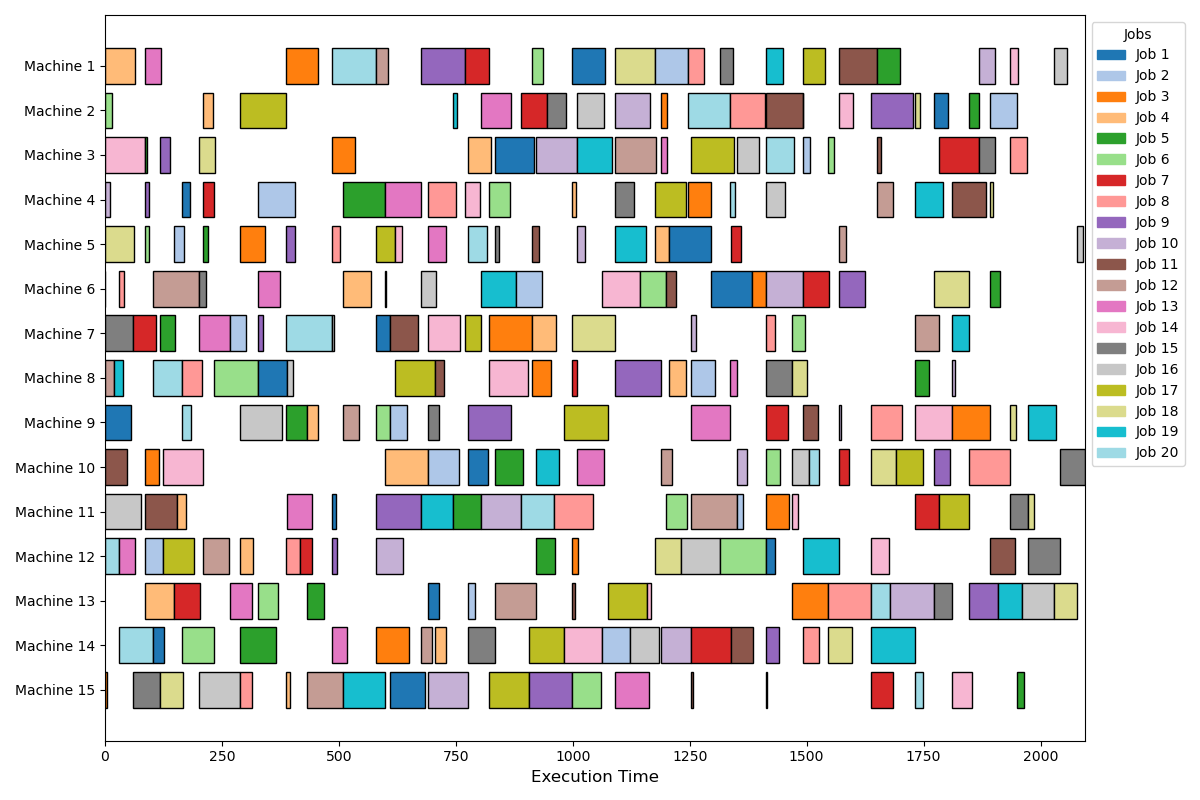 Machine 1
Machine 2
Machine 3
Machine 4
Machine 5
Machine 6
Machine 7
Machine 8
Machine 9
Machine 10
Machine 11
Machine 12
Machine 13
Machine 14
Machine 15
0 250 500 750 1000 1250 1500 1750 2000
Execution Time
Jobs
Job 1
Job 2
Job 3
Job 4
Job 5
Job 6
Job 7
Job 8
Job 9
Job 10
Job 11
Job 12
Job 13
Job 14
Job 15
Job 16
Job 17
Job 18
Job 19
Job 20